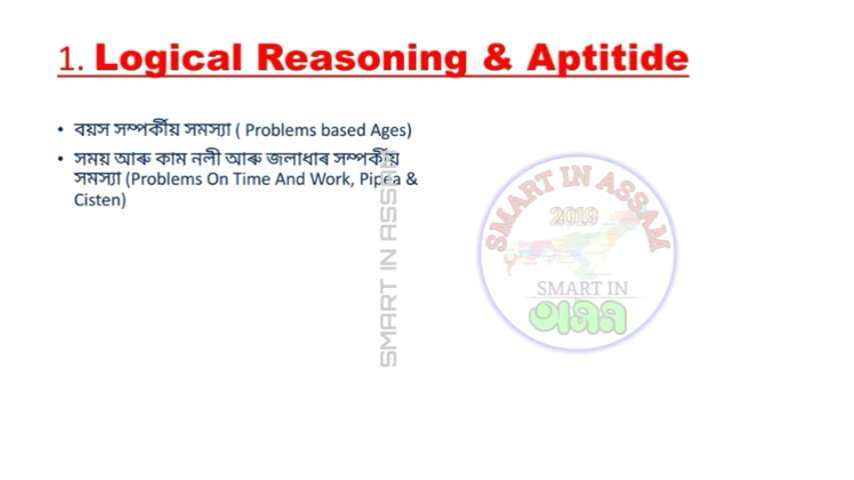 1. Logical Reasoning & Aptitide
• বয়স সম্পৰ্কীয় সমস্যা ( Problems based Ages)
• সময় আৰু কাম নলী আৰু জলাধাৰ সম্পৰ্কীয়
সমস্যা (Problems On Time And Work, Pipea &
Cisten)
SMART IN ASSAM
SMART IN ASSAM
2019
SMART IN
অসম